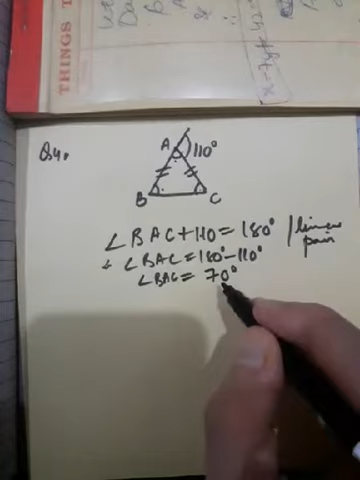 THINGS T
Q4.
A 110°
B C
∠BAC+110=180° /linear pair
∠BAC=180°-110°
∠BAC= 70°